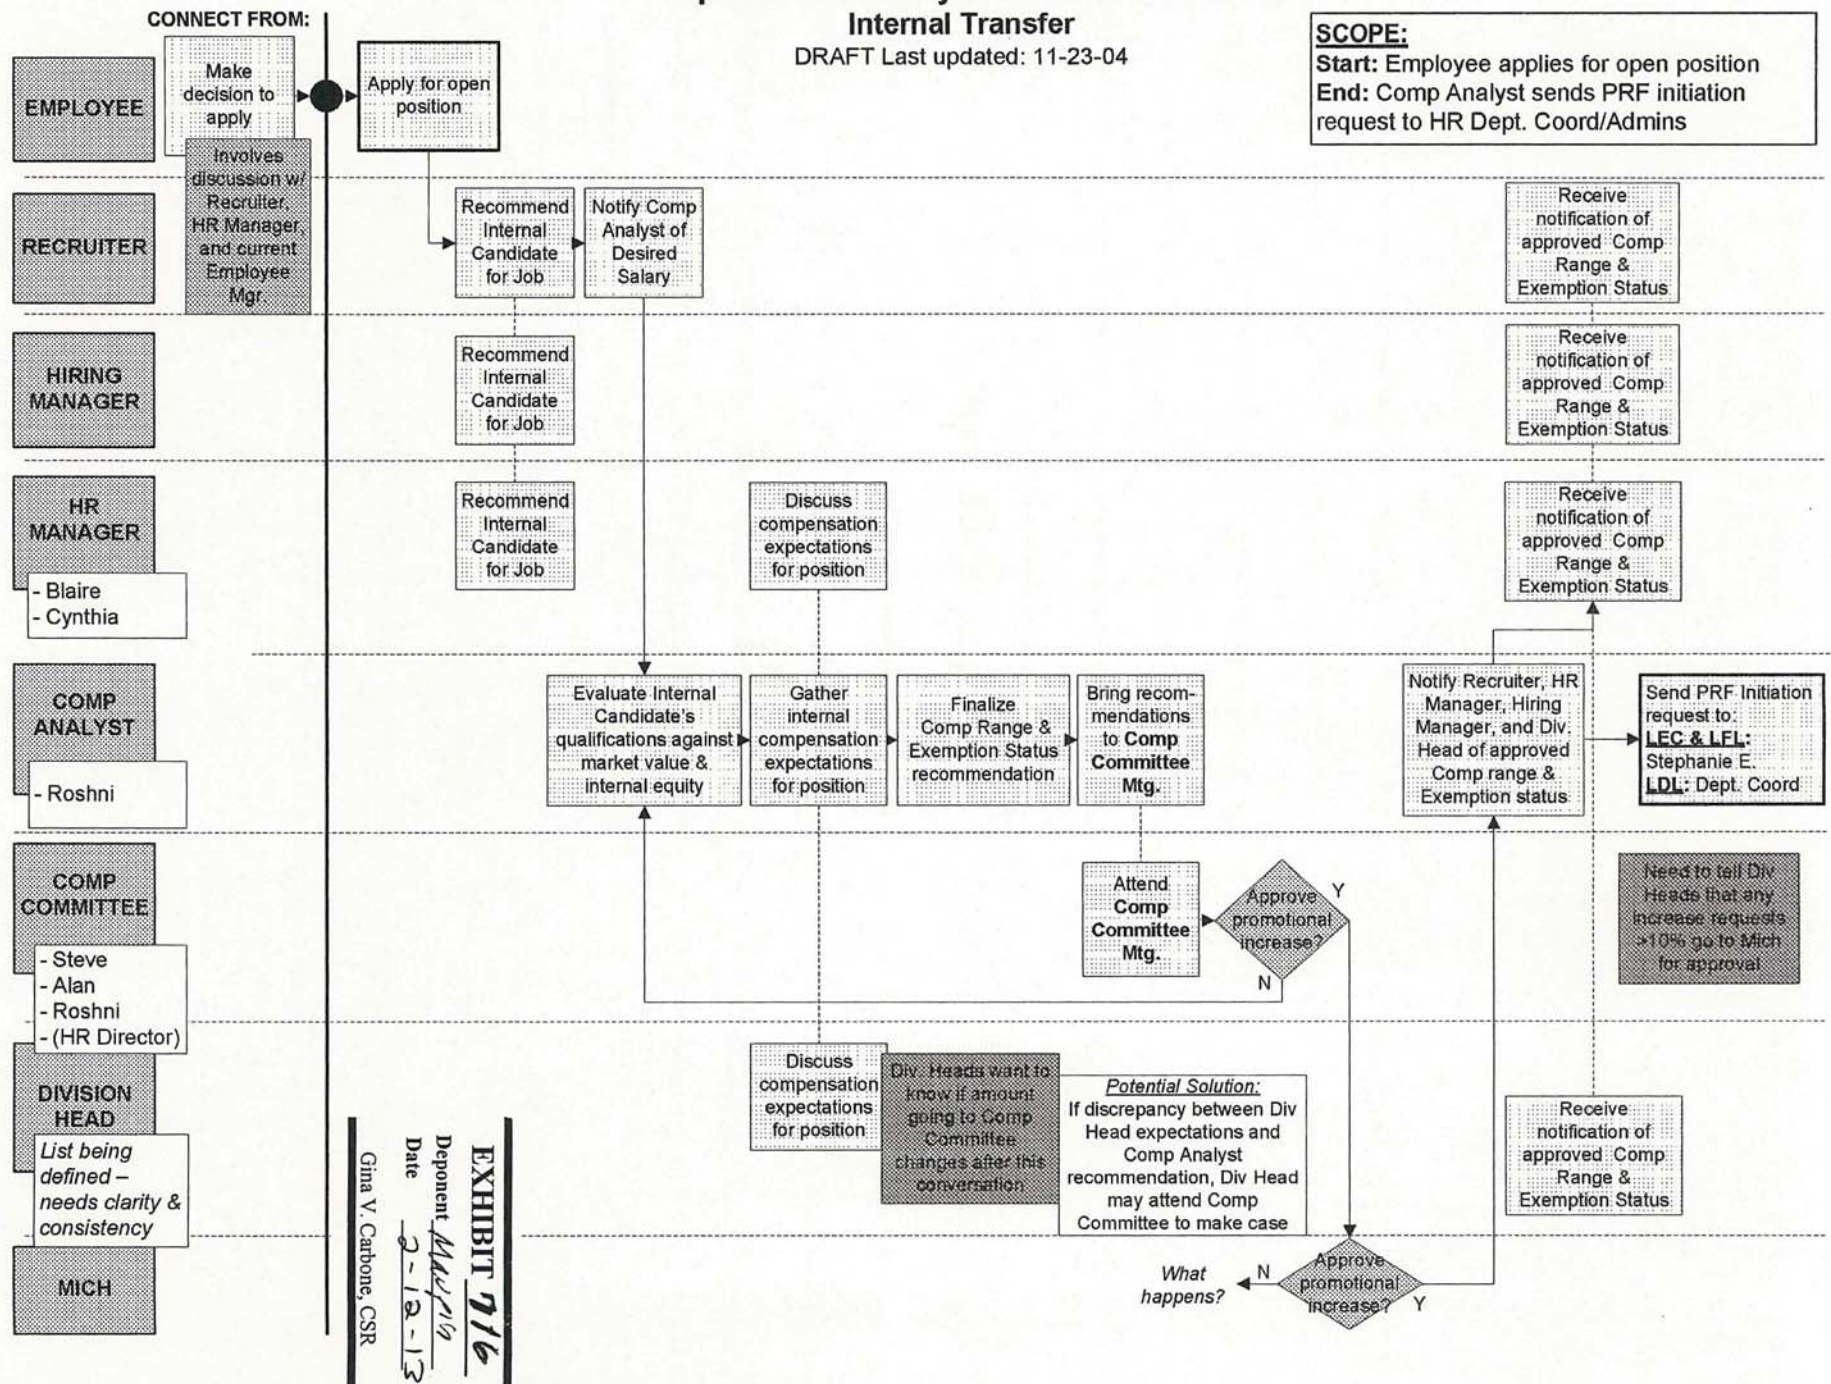 CONNECT FROM:
Internal Transfer
DRAFT Last updated: 11-23-04
SCOPE:
Start: Employee applies for open position
End: Comp Analyst sends PRF initiation
request to HR Dept. Coord/Admins
EMPLOYEE
Make
decision to
apply
Apply for open
position
Involves
discussion w/
Recruiter,
HR Manager,
and current
Employee
Mgr.
RECRUITER
Recommend
Internal
Candidate
for Job
Notify Comp
Analyst of
Desired
Salary
Receive
notification of
approved Comp
Range &
Exemption Status
HIRING
MANAGER
Recommend
Internal
Candidate
for Job
Receive
notification of
approved Comp
Range &
Exemption Status
HR
MANAGER
- Blaire
- Cynthia
Recommend
Internal
Candidate
for Job
Discuss
compensation
expectations
for position
Receive
notification of
approved Comp
Range &
Exemption Status
COMP
ANALYST
- Roshni
Evaluate Internal
Candidate's
qualifications against
market value &
internal equity
Gather
internal
compensation
expectations
for position
Finalize
Comp Range &
Exemption Status
recommendation
Bring recom-
mendations
to Comp
Committee
Mtg.
Notify Recruiter, HR
Manager, Hiring
Manager, and Div.
Head of approved
Comp range &
Exemption status
Send PRF Initiation
request to:
LEC & LFL:
Stephanie E.
LDL: Dept. Coord
COMP
COMMITTEE
- Steve
- Alan
- Roshni
- (HR Director)
Attend
Comp
Committee
Mtg.
Approve
promotional
increase?
Y
N
Need to tell Div
Heads that any
increase requests
>10% go to Mich
for approval
DIVISION
HEAD
List being
defined –
needs clarity &
consistency
Discuss
compensation
expectations
for position
Div. Heads want to
know if amount
going to Comp
Committee
changes after this
conversation
Potential Solution:
If discrepancy between Div
Head expectations and
Comp Analyst
recommendation, Div Head
may attend Comp
Committee to make case
Receive
notification of
approved Comp
Range &
Exemption Status
MICH
What
happens?
N
Approve
promotional
increase?
Y
EXHIBIT 716
Deponent
Date 2-12-13
Gina V. Carbone, CSR